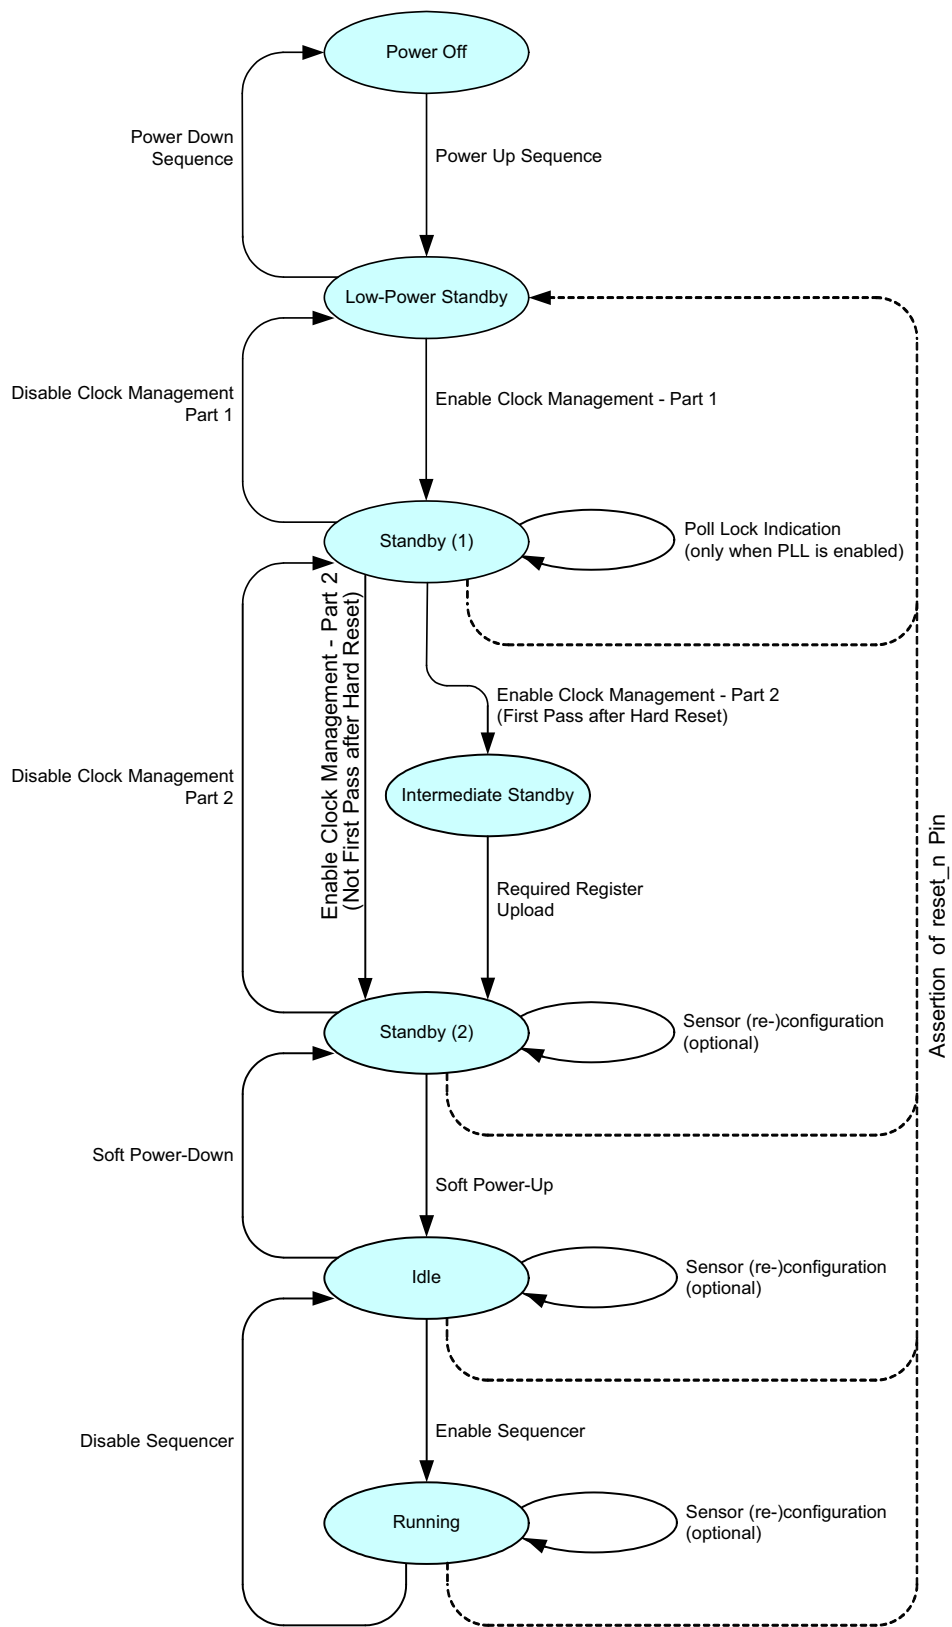 Power Off
Power Down
Sequence
Power Up Sequence
Low-Power Standby
Disable Clock Management
Part 1
Enable Clock Management - Part 1
Standby (1)
Poll Lock Indication
(only when PLL is enabled)
Enable Clock Management - Part 2
(Not First Pass after Hard Reset)
Enable Clock Management - Part 2
(First Pass after Hard Reset)
Disable Clock Management
Part 2
Intermediate Standby
Required Register
Upload
Assertion of reset_n Pin
Standby (2)
Sensor (re-)configuration
(optional)
Soft Power-Down
Soft Power-Up
Idle
Sensor (re-)configuration
(optional)
Disable Sequencer
Enable Sequencer
Running
Sensor (re-)configuration
(optional)